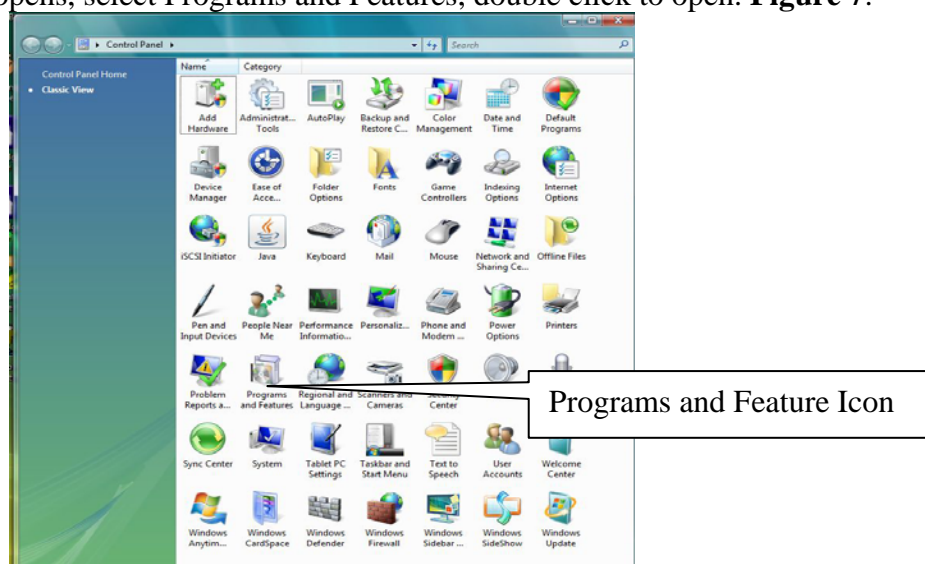 opens, select Programs and Features, double click to open. Figure 7.
Control Panel
Search
Control Panel Home
Classic View
Name Category
Add Hardware
Administrat... Tools
AutoPlay
Backup and Restore C...
Color Management
Date and Time
Default Programs
Device Manager
Ease of Acce...
Folder Options
Fonts
Game Controllers
Indexing Options
Internet Options
iSCSI Initiator
Java
Keyboard
Mail
Mouse
Network and Sharing Ce...
Offline Files
Pen and Input Devices
People Near Me
Performance Informatio...
Personaliz...
Phone and Modem ...
Power Options
Printers
Problem Reports a...
Programs and Features
Regional and Language ...
Scanners and Cameras
Security Center
Programs and Feature Icon
Sync Center
System
Tablet PC Settings
Taskbar and Start Menu
Text to Speech
User Accounts
Welcome Center
Windows Anytim...
Windows CardSpace
Windows Defender
Windows Firewall
Windows Sidebar ...
Windows SideShow
Windows Update